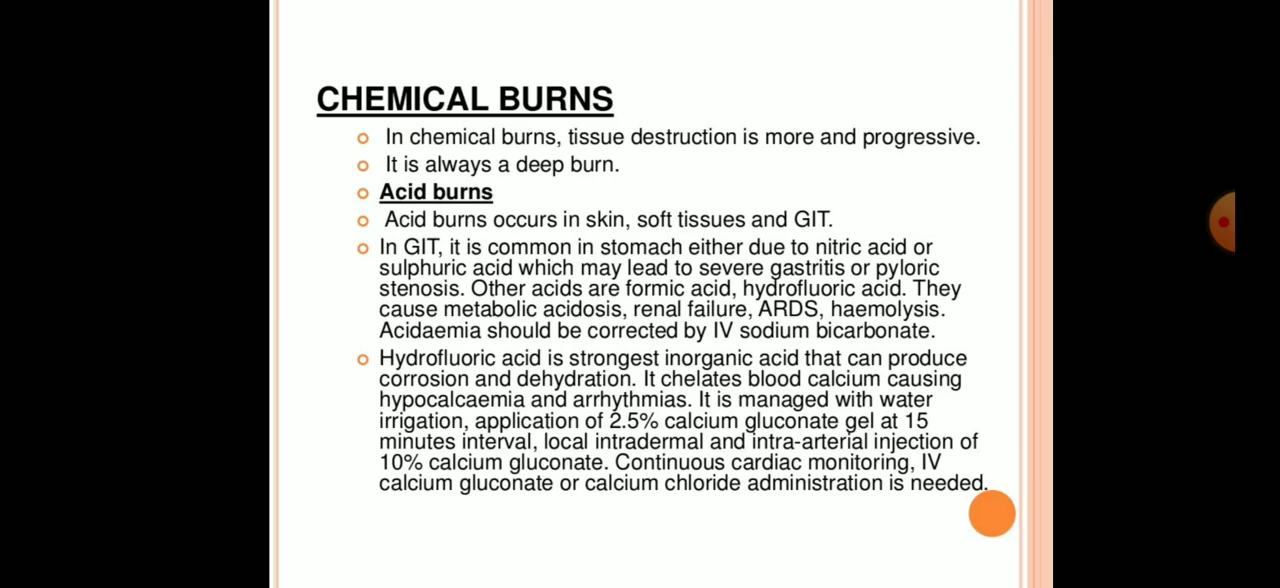 CHEMICAL BURNS
In chemical burns, tissue destruction is more and progressive.
It is always a deep burn.
Acid burns
Acid burns occurs in skin, soft tissues and GIT.
In GIT, it is common in stomach either due to nitric acid or
sulphuric acid which may lead to severe gastritis or pyloric
stenosis. Other acids are formic acid, hydrofluoric acid. They
cause metabolic acidosis, renal failure, ARDS, haemolysis.
Acidaemia should be corrected by IV sodium bicarbonate.
Hydrofluoric acid is strongest inorganic acid that can produce
corrosion and dehydration. It chelates blood calcium causing
hypocalcaemia and arrhythmias. It is managed with water
irrigation, application of 2.5% calcium gluconate gel at 15
minutes interval, local intradermal and intra-arterial injection of
10% calcium gluconate. Continuous cardiac monitoring, IV
calcium gluconate or calcium chloride administration is needed.